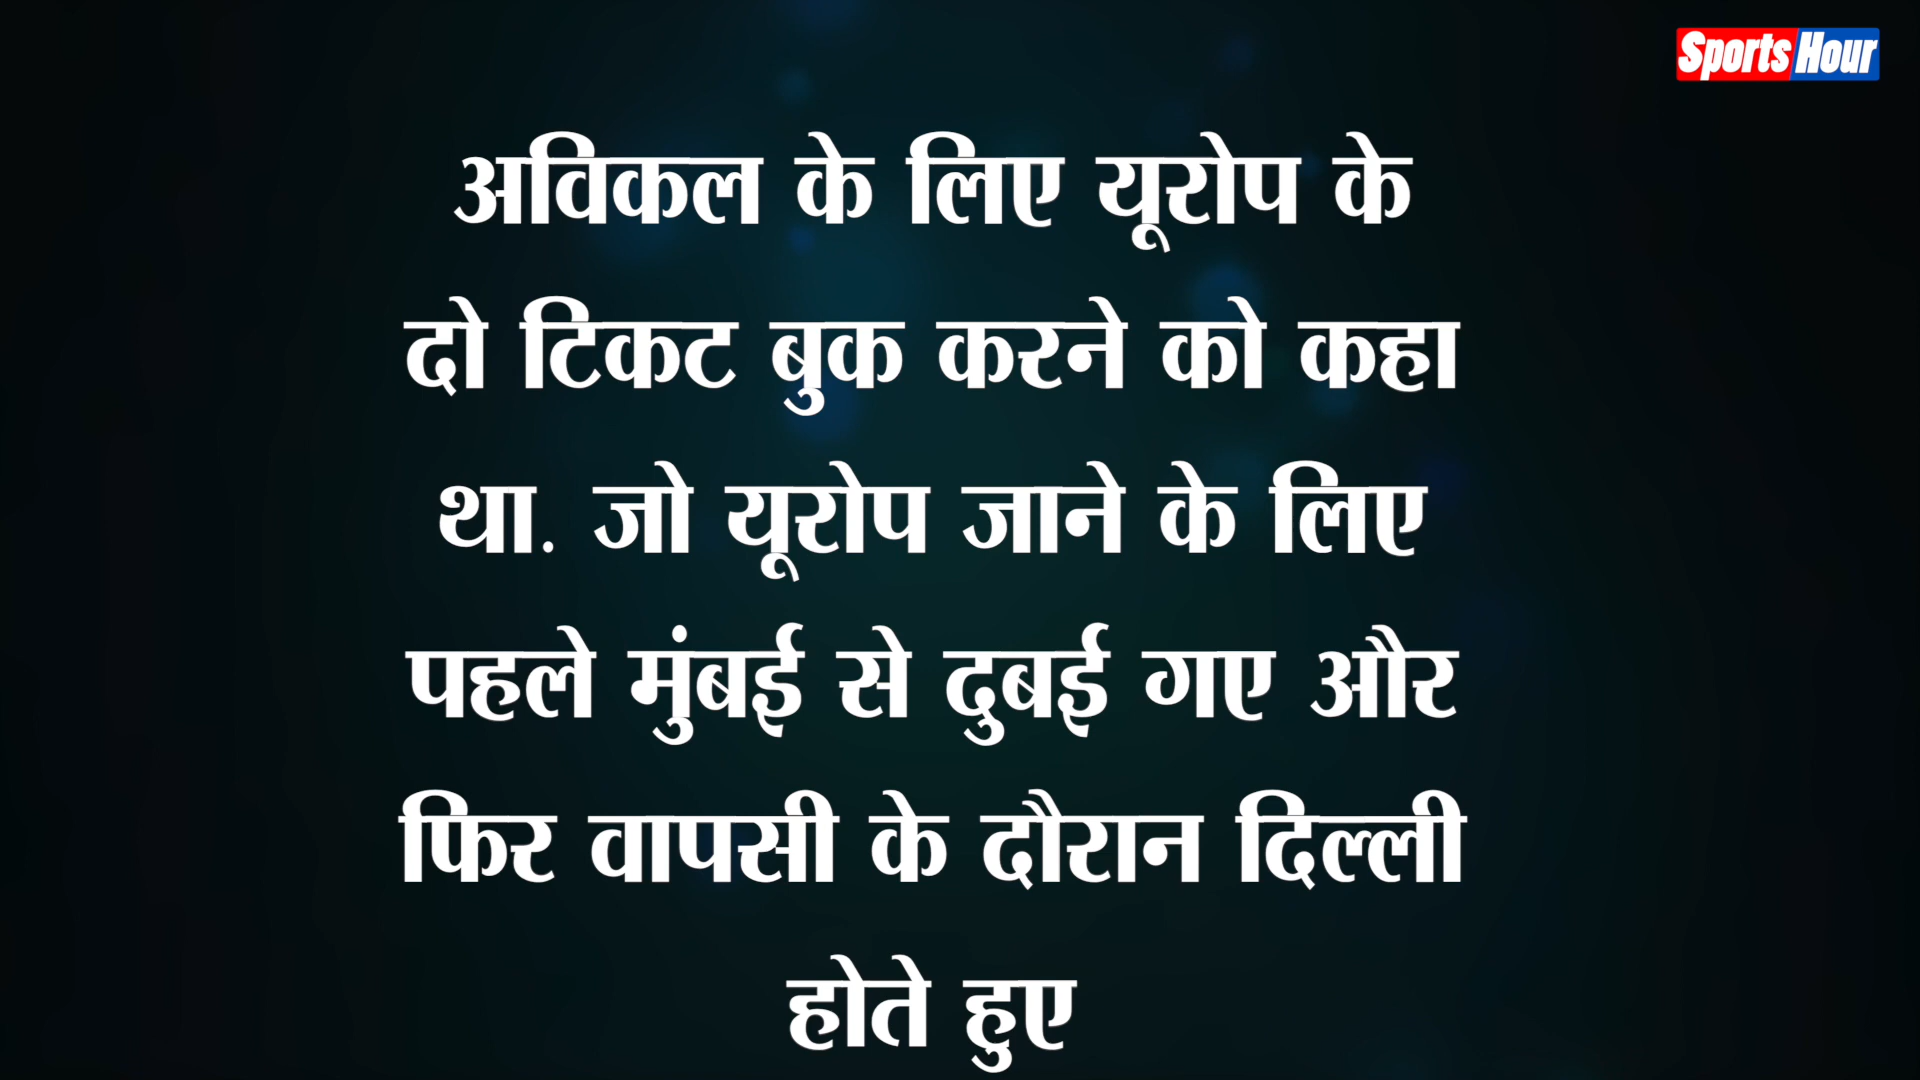 Sports Hour
अविकल के लिए यूरोप के
दो टिकट बुक करने को कहा
था. जो यूरोप जाने के लिए
पहले मुंबई से दुबई गए और
फिर वापसी के दौरान दिल्ली
होते हुए